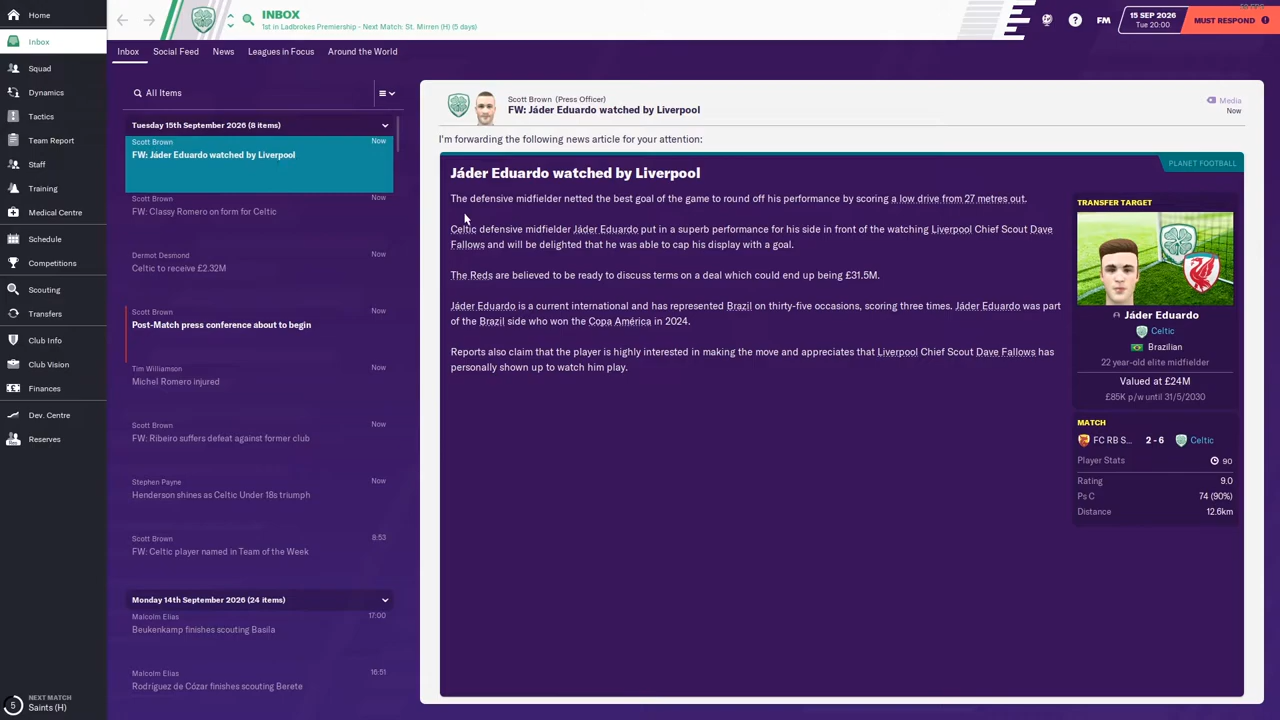 Home
Inbox
Squad
Dynamics
Tactics
Team Report
Staff
Training
Medical Centre
Schedule
Competitions
Scouting
Transfers
Club Info
Club Vision
Finances
Dev. Centre
Reserves
5
NEXT MATCH
Saints (H)
INBOX
1st in Ladbrokes Premiership - Next Match: St. Mirren (H) (5 days)
?
FM
15 SEP 2026
Tue 20:00
MUST RESPOND
Inbox
Social Feed
News
Leagues in Focus
Around the World
All Items
Tuesday 15th September 2026 (8 items)
Scott Brown
Now
FW: Jáder Eduardo watched by Liverpool
Scott Brown
Now
FW: Classy Romero on form for Celtic
Dermot Desmond
Now
Celtic to receive £2.32M
Scott Brown
Now
Post-Match press conference about to begin
Tim Williamson
Now
Michel Romero injured
Scott Brown
Now
FW: Ribeiro suffers defeat against former club
Stephen Payne
Now
Henderson shines as Celtic Under 18s triumph
Scott Brown
8:53
FW: Celtic player named in Team of the Week
Monday 14th September 2026 (24 items)
Malcolm Elias
17:00
Beukenkamp finishes scouting Basila
Malcolm Elias
16:51
Rodríguez de Cózar finishes scouting Berete
Scott Brown (Press Officer)
FW: Jáder Eduardo watched by Liverpool
Media
Now
I'm forwarding the following news article for your attention:
PLANET FOOTBALL
Jáder Eduardo watched by Liverpool
The defensive midfielder netted the best goal of the game to round off his performance by scoring a low drive from 27 metres out.
Celtic defensive midfielder Jáder Eduardo put in a superb performance for his side in front of the watching Liverpool Chief Scout Dave
Fallows and will be delighted that he was able to cap his display with a goal.
The Reds are believed to be ready to discuss terms on a deal which could end up being £31.5M.
Jáder Eduardo is a current international and has represented Brazil on thirty-five occasions, scoring three times. Jáder Eduardo was part
of the Brazil side who won the Copa América in 2024.
Reports also claim that the player is highly interested in making the move and appreciates that Liverpool Chief Scout Dave Fallows has
personally shown up to watch him play.
TRANSFER TARGET
Jáder Eduardo
Celtic
Brazilian
22 year-old elite midfielder
Valued at £24M
£85K p/w until 31/5/2030
MATCH
FC RB S... 2 - 6 Celtic
Player Stats 90
Rating 9.0
Ps C 74 (90%)
Distance 12.6km